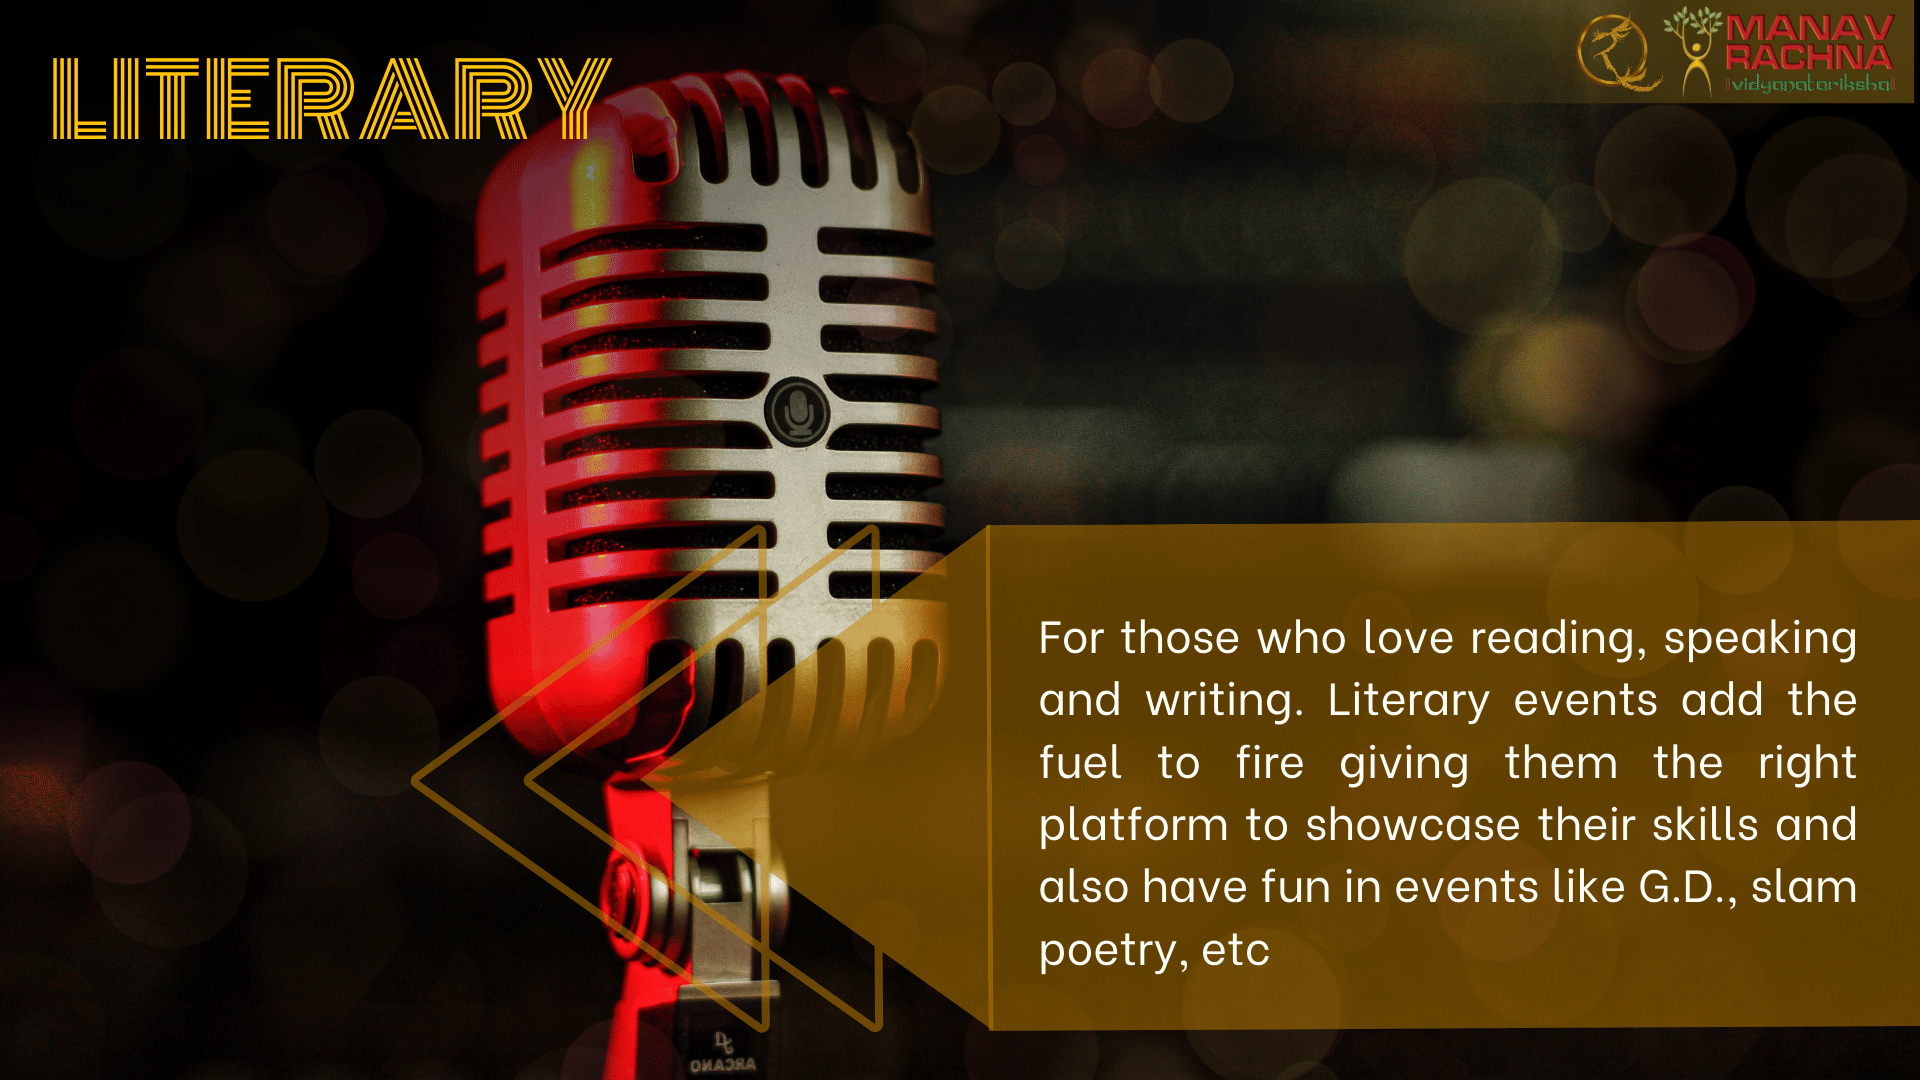 LITERARY
MANAV
RACHNA
vidyanatariksha
For those who love reading, speaking
and writing. Literary events add the
fuel to fire giving them the right
platform to showcase their skills and
also have fun in events like G.D., slam
poetry, etc
ARCANO